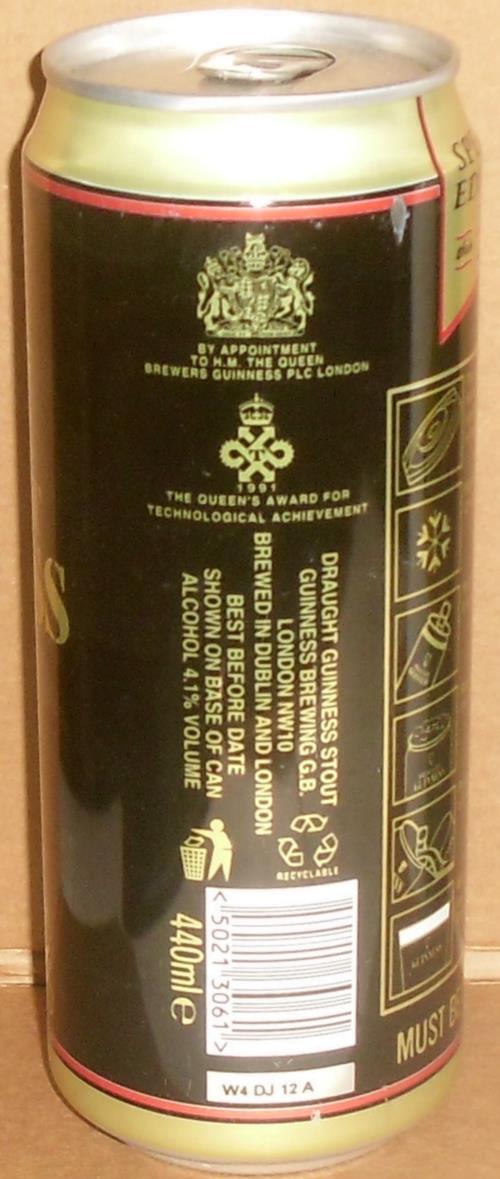 BY APPOINTMENT
TO H.M. THE QUEEN
BREWERS GUINNESS PLC LONDON
1991
THE QUEEN'S AWARD FOR
TECHNOLOGICAL ACHIEVEMENT
DRAUGHT GUINNESS STOUT
GUINNESS BREWING G.B.
LONDON NW10
BREWED IN DUBLIN AND LONDON
BEST BEFORE DATE
SHOWN ON BASE OF CAN
ALCOHOL 4.1% VOLUME
RECYCLABLE
440ml e
< 5021 3061 >
W4 DJ 12 A
S
MUST